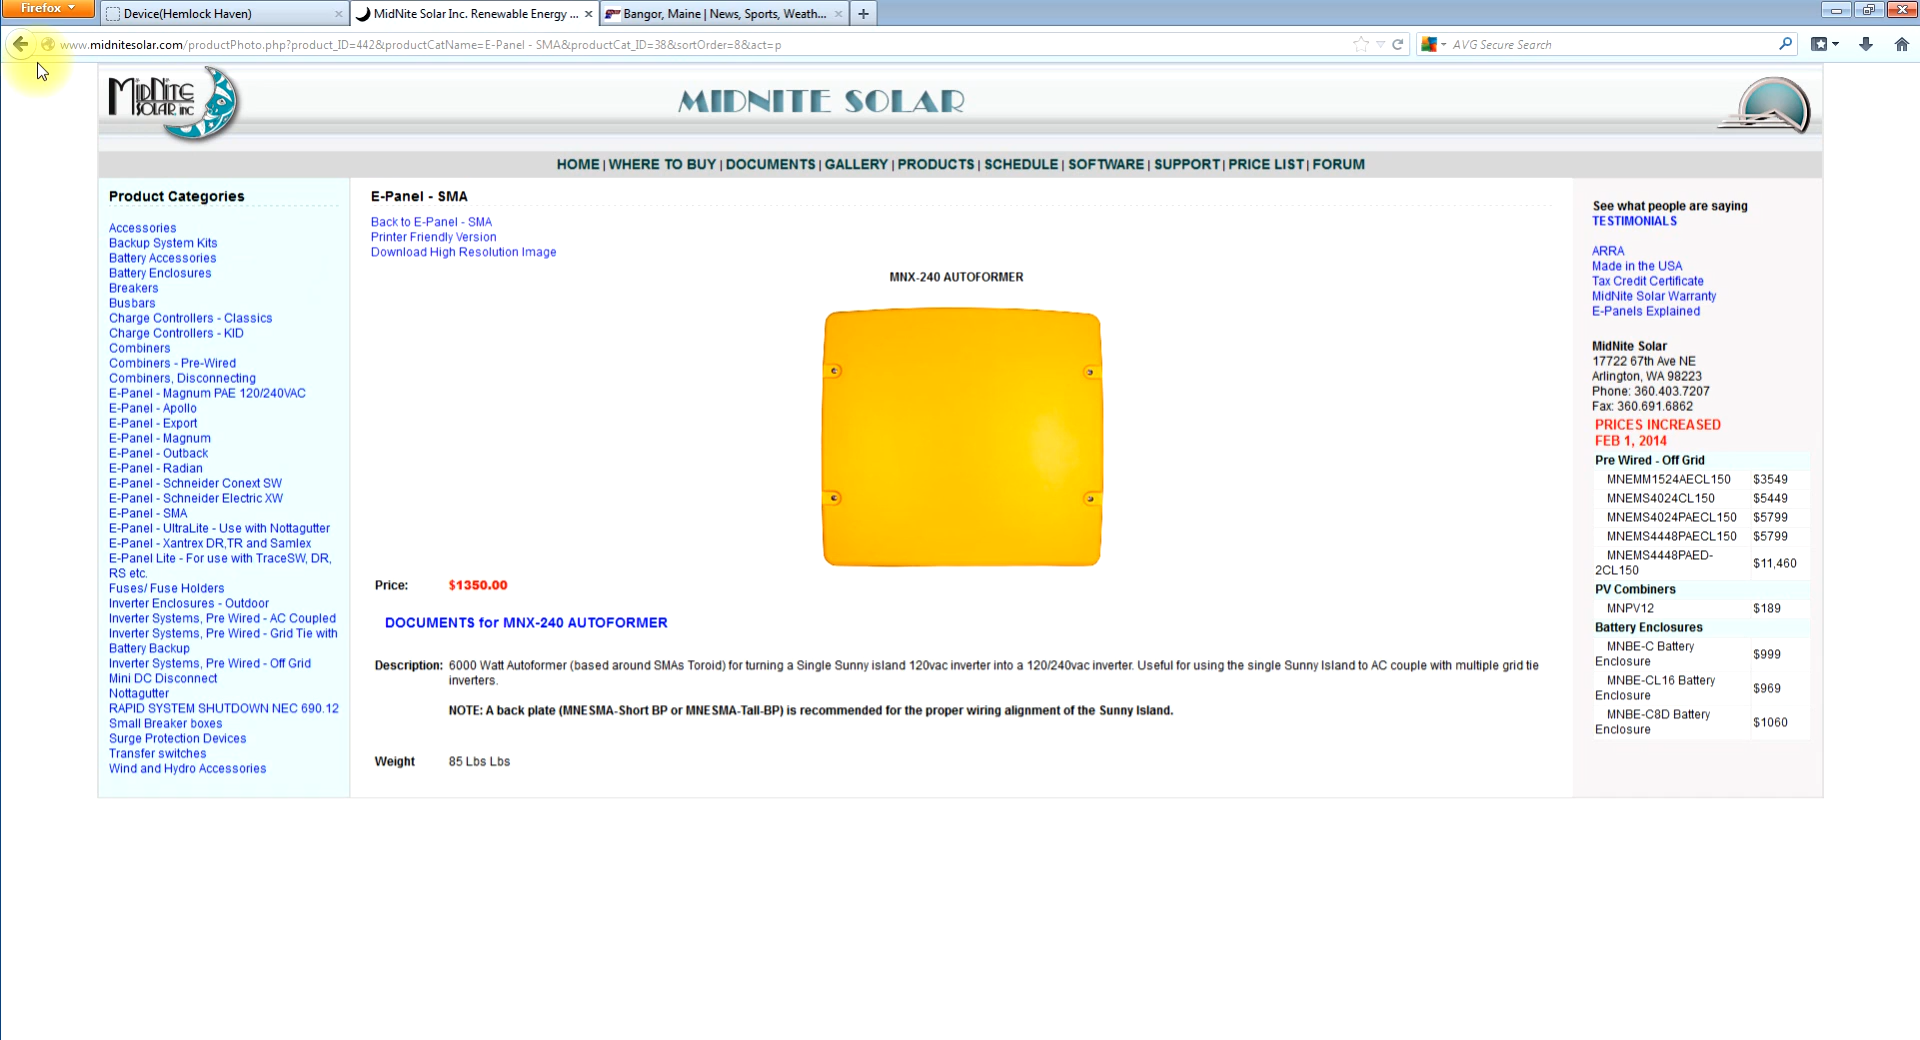 Firefox
Device(Hemlock Haven)
MidNite Solar Inc. Renewable Energy ...
Bangor, Maine | News, Sports, Weath...
www.midnitesolar.com/productPhoto.php?product_ID=442&productCatName=E-Panel - SMA&productCat_ID=38&sortOrder=8&act=p
AVG Secure Search
MIDNITE
SOLAR INC
MIDNITE SOLAR
HOME | WHERE TO BUY | DOCUMENTS | GALLERY | PRODUCTS | SCHEDULE | SOFTWARE | SUPPORT | PRICE LIST | FORUM
Product Categories
Accessories
Backup System Kits
Battery Accessories
Battery Enclosures
Breakers
Busbars
Charge Controllers - Classics
Charge Controllers - KID
Combiners
Combiners - Pre-Wired
Combiners, Disconnecting
E-Panel - Magnum PAE 120/240VAC
E-Panel - Apollo
E-Panel - Export
E-Panel - Magnum
E-Panel - Outback
E-Panel - Radian
E-Panel - Schneider Conext SW
E-Panel - Schneider Electric XW
E-Panel - SMA
E-Panel - UltraLite - Use with Nottagutter
E-Panel - Xantrex DR,TR and Samlex
E-Panel Lite - For use with TraceSW, DR,
RS etc.
Fuses/ Fuse Holders
Inverter Enclosures - Outdoor
Inverter Systems, Pre Wired - AC Coupled
Inverter Systems, Pre Wired - Grid Tie with
Battery Backup
Inverter Systems, Pre Wired - Off Grid
Mini DC Disconnect
Nottagutter
RAPID SYSTEM SHUTDOWN NEC 690.12
Small Breaker boxes
Surge Protection Devices
Transfer switches
Wind and Hydro Accessories
E-Panel - SMA
Back to E-Panel - SMA
Printer Friendly Version
Download High Resolution Image
MNX-240 AUTOFORMER
Price: $1350.00
DOCUMENTS for MNX-240 AUTOFORMER
Description: 6000 Watt Autoformer (based around SMAs Toroid) for turning a Single Sunny island 120vac inverter into a 120/240vac inverter. Useful for using the single Sunny Island to AC couple with multiple grid tie
inverters.
NOTE: A back plate (MNESMA-Short BP or MNESMA-Tall-BP) is recommended for the proper wiring alignment of the Sunny Island.
Weight 85 Lbs Lbs
See what people are saying
TESTIMONIALS
ARRA
Made in the USA
Tax Credit Certificate
MidNite Solar Warranty
E-Panels Explained
MidNite Solar
17722 67th Ave NE
Arlington, WA 98223
Phone: 360.403.7207
Fax: 360.691.6862
PRICES INCREASED
FEB 1, 2014
Pre Wired - Off Grid
MNEMM1524AECL150 $3549
MNEMS4024CL150 $5449
MNEMS4024PAECL150 $5799
MNEMS4448PAECL150 $5799
MNEMS4448PAED-
2CL150 $11,460
PV Combiners
MNPV12 $189
Battery Enclosures
MNBE-C Battery
Enclosure $999
MNBE-CL16 Battery
Enclosure $969
MNBE-C8D Battery
Enclosure $1060